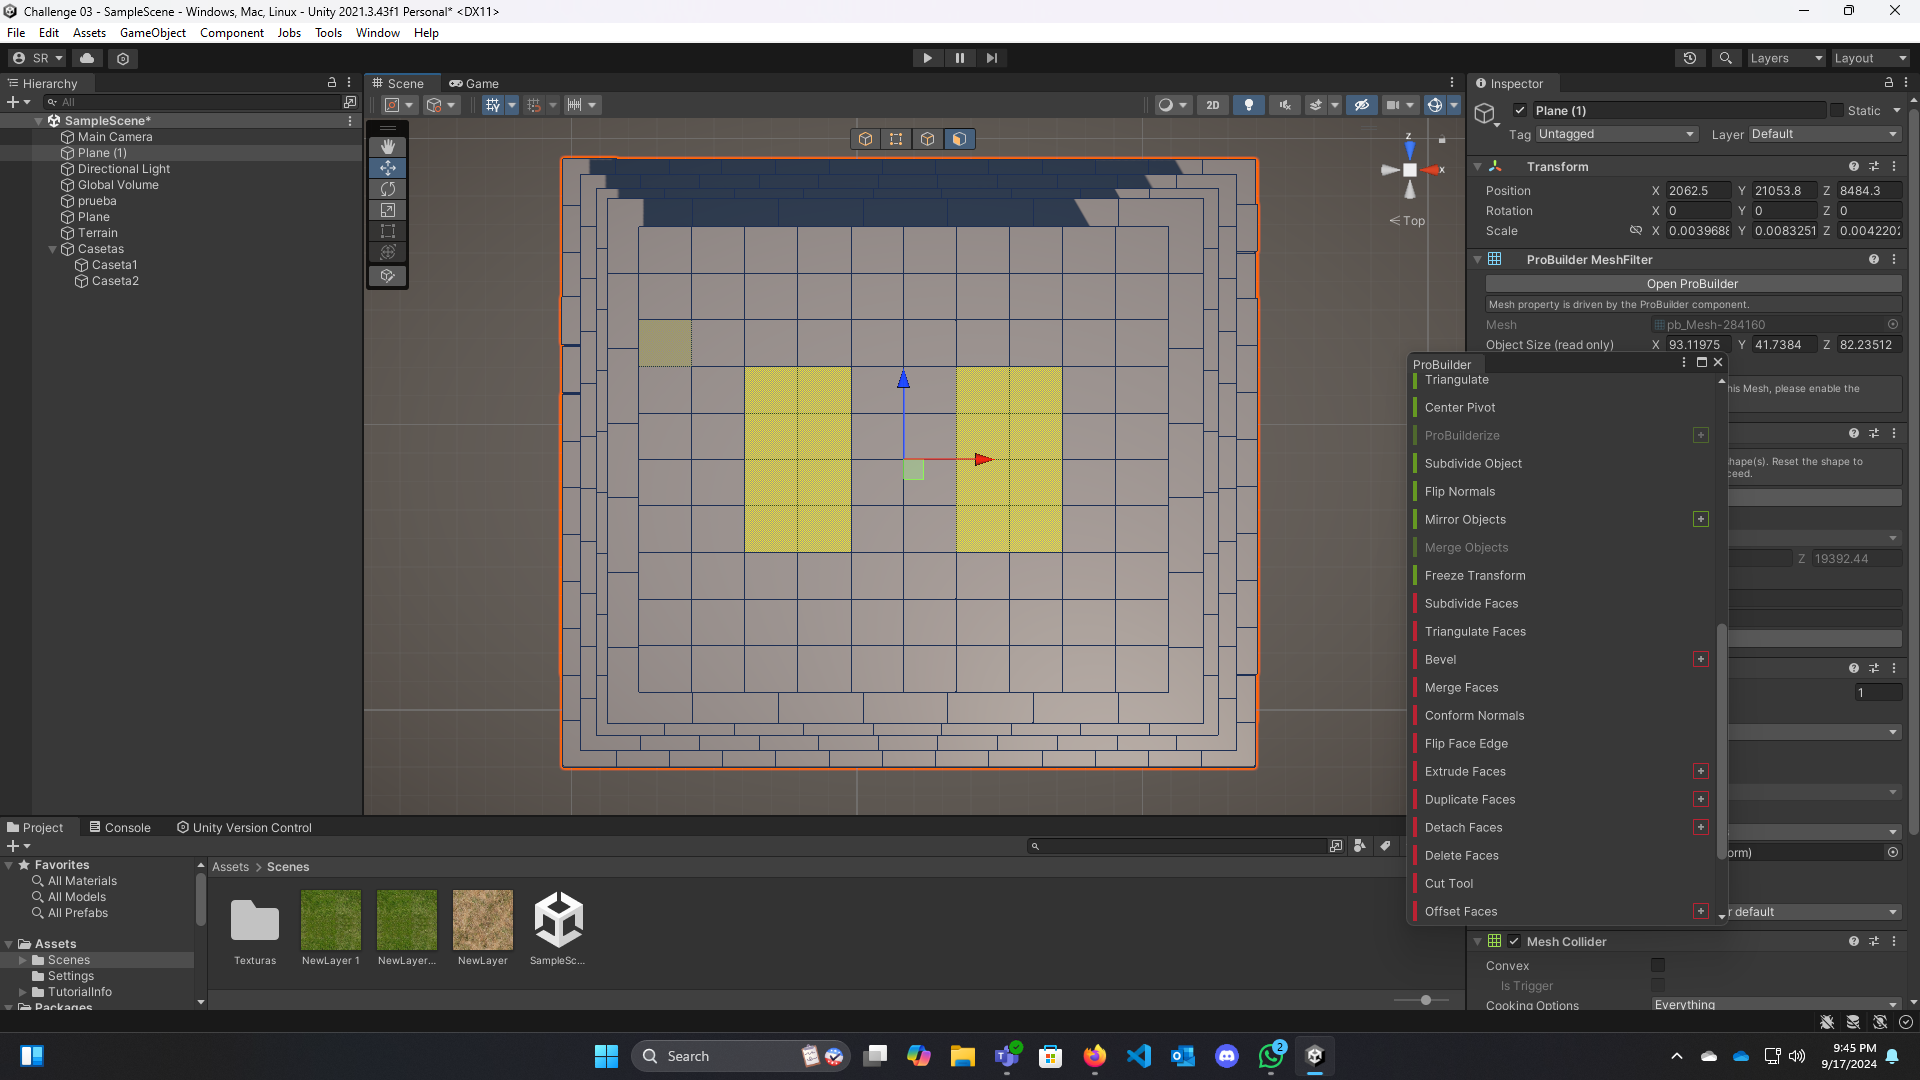 Challenge 03 - SampleScene - Windows, Mac, Linux - Unity 2021.3.43f1 Personal* <DX11>
File Edit Assets GameObject Component Jobs Tools Window Help
SR
Layers
Layout
Hierarchy
All
SampleScene*
Main Camera
Plane (1)
Directional Light
Global Volume
prueba
Plane
Terrain
Casetas
Caseta1
Caseta2
Scene
Game
2D
z
x
< Top
Inspector
Plane (1)
Static
Tag Untagged
Layer Default
Transform
Position X 2062.5 Y 21053.8 Z 8484.3
Rotation X 0 Y 0 Z 0
Scale X 0.003968 Y 0.0083251 Z 0.004220
ProBuilder MeshFilter
Open ProBuilder
Mesh property is driven by the ProBuilder component.
Mesh pb_Mesh-284160
Object Size (read only) X 93.11975 Y 41.7384 Z 82.23512
his Mesh, please enable the
hape(s). Reset the shape to
eed.
Z 19392.44
1
orm)
r default
ProBuilder
Triangulate
Center Pivot
ProBuilderize
Subdivide Object
Flip Normals
Mirror Objects
Merge Objects
Freeze Transform
Subdivide Faces
Triangulate Faces
Bevel
Merge Faces
Conform Normals
Flip Face Edge
Extrude Faces
Duplicate Faces
Detach Faces
Delete Faces
Cut Tool
Offset Faces
Mesh Collider
Convex
Is Trigger
Cooking Options Everything
Project
Console
Unity Version Control
Favorites
All Materials
All Models
All Prefabs
Assets
Scenes
Settings
TutorialInfo
Packages
Assets > Scenes
Texturas
NewLayer 1
NewLayer...
NewLayer
SampleSc...
Search
2
9:45 PM
9/17/2024